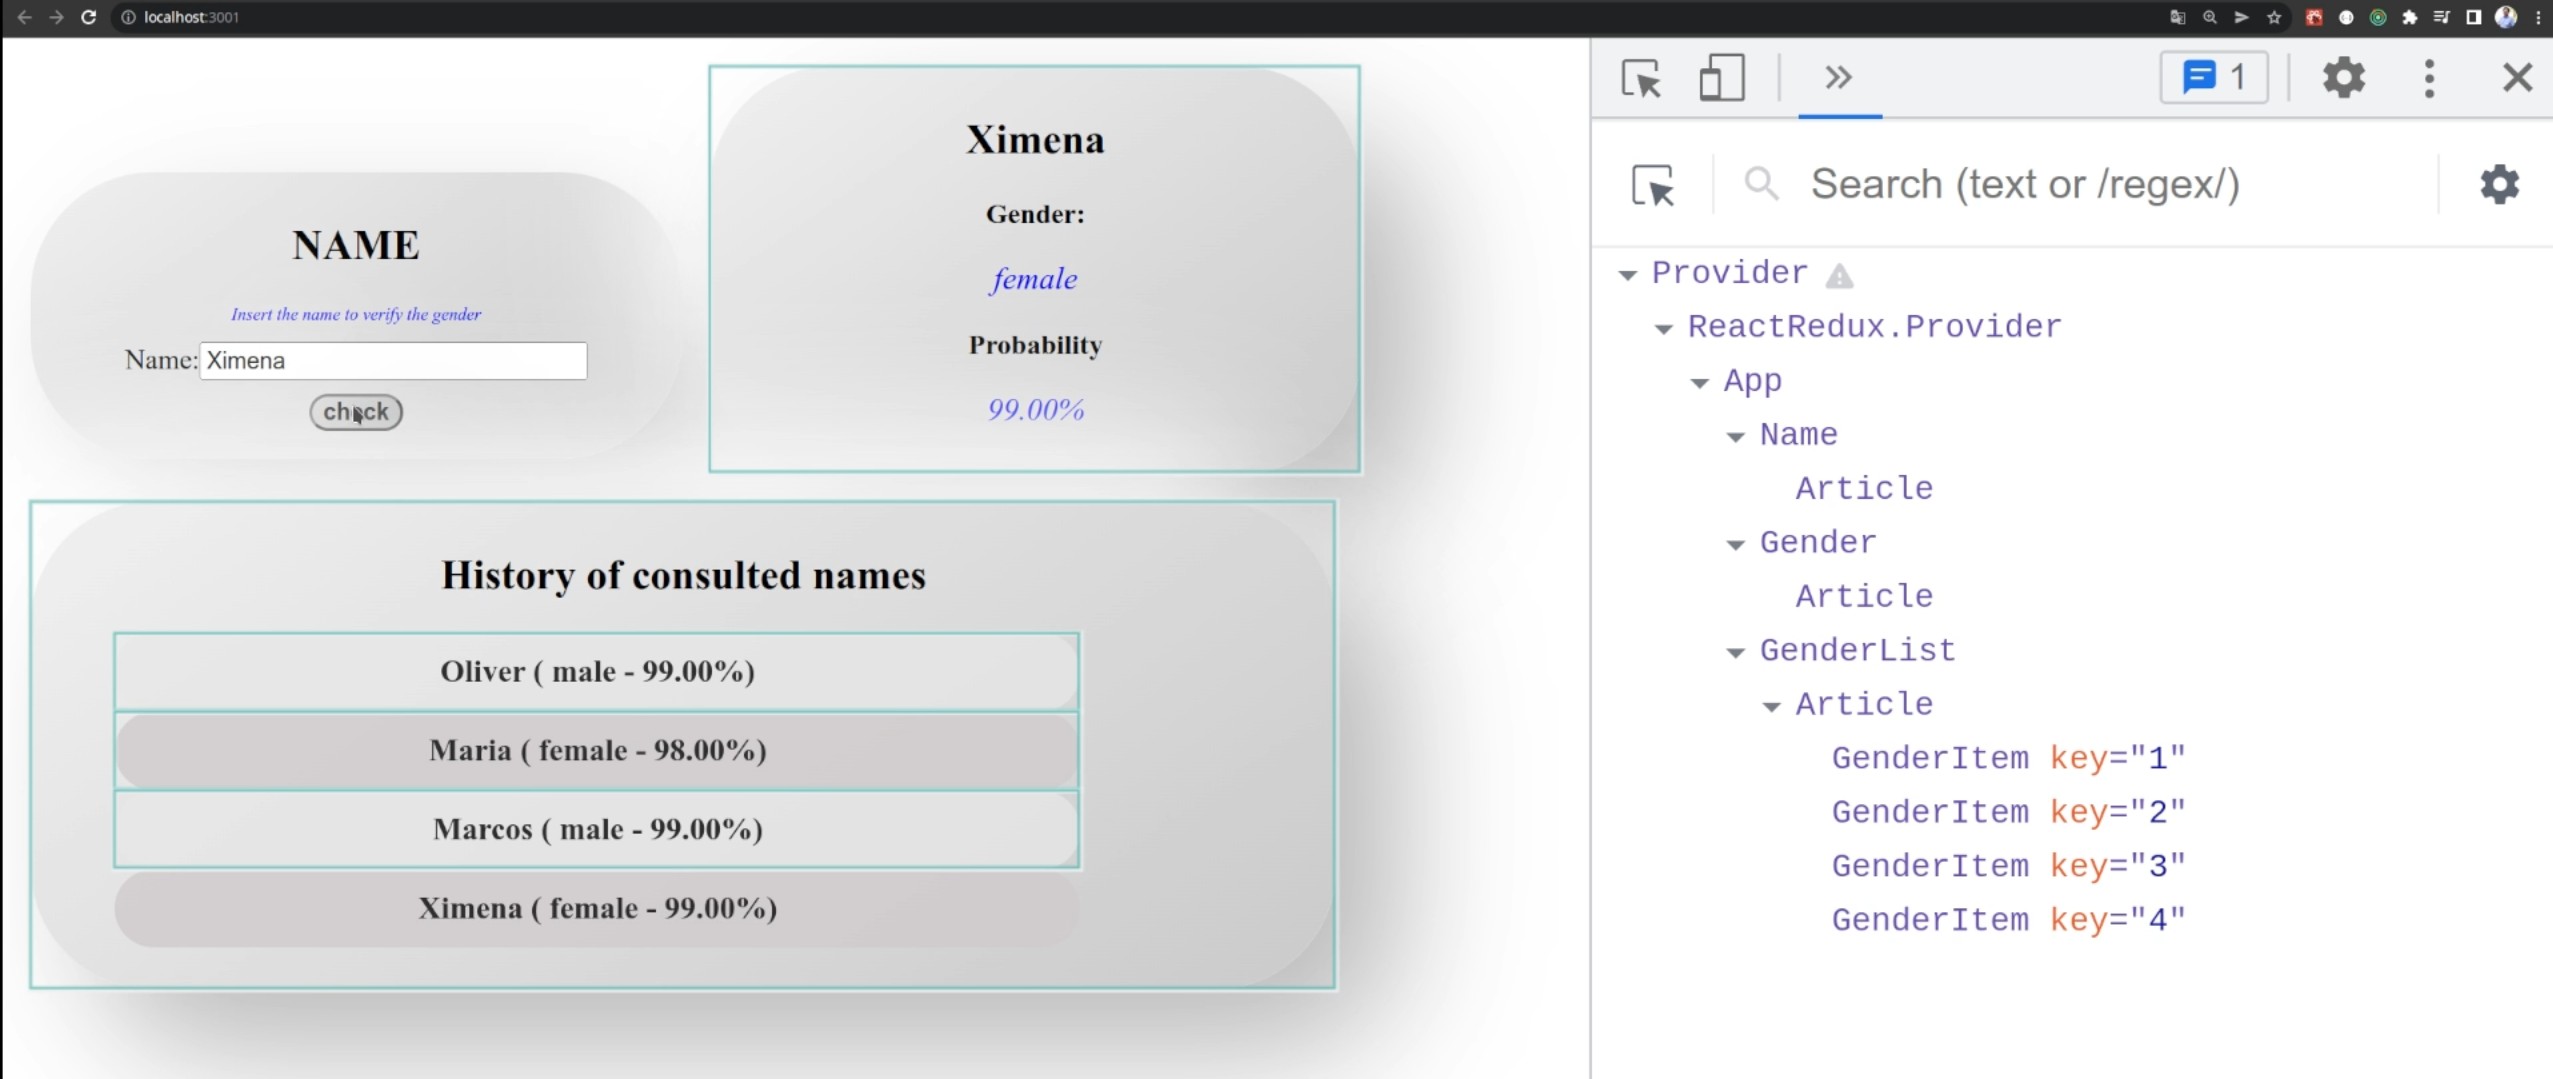 localhost:3001
1
NAME
Insert the name to verify the gender
Name: Ximena
check
Ximena
Gender:
female
Probability
99.00%
History of consulted names
Oliver ( male - 99.00%)
Maria ( female - 98.00%)
Marcos ( male - 99.00%)
Ximena ( female - 99.00%)
Search (text or /regex/)
Provider
ReactRedux.Provider
App
Name
Article
Gender
Article
GenderList
Article
GenderItem key="1"
GenderItem key="2"
GenderItem key="3"
GenderItem key="4"